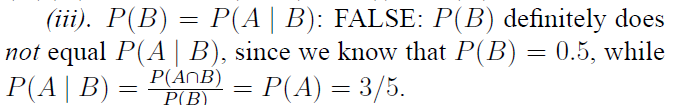 (iii). P(B) = P(A | B): FALSE: P(B) definitely does
not equal P(A | B), since we know that P(B) = 0.5, while
P(A | B) = P(A∩B)/P(B) = P(A) = 3/5.